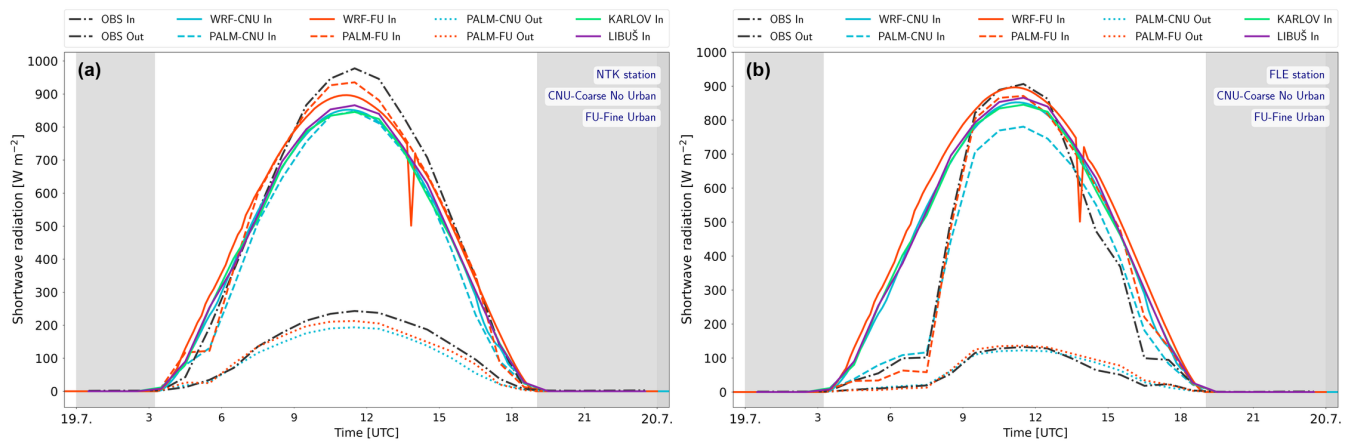 OBS In
WRF-CNU In
WRF-FU In
PALM-CNU Out
KARLOV In
OBS Out
PALM-CNU In
PALM-FU In
PALM-FU Out
LIBUŠ In
(a)
NTK station
CNU-Coarse No Urban
FU-Fine Urban
Shortwave radiation [W m⁻²]
1000
900
800
700
600
500
400
300
200
100
0
19.7.
3
6
9
12
15
18
20.7.
Time [UTC]
OBS In
WRF-CNU In
WRF-FU In
PALM-CNU Out
KARLOV In
OBS Out
PALM-CNU In
PALM-FU In
PALM-FU Out
LIBUŠ In
(b)
FLE station
CNU-Coarse No Urban
FU-Fine Urban
Shortwave radiation [W m⁻²]
1000
900
800
700
600
500
400
300
200
100
0
19.7.
3
6
9
12
15
18
20.7.
Time [UTC]